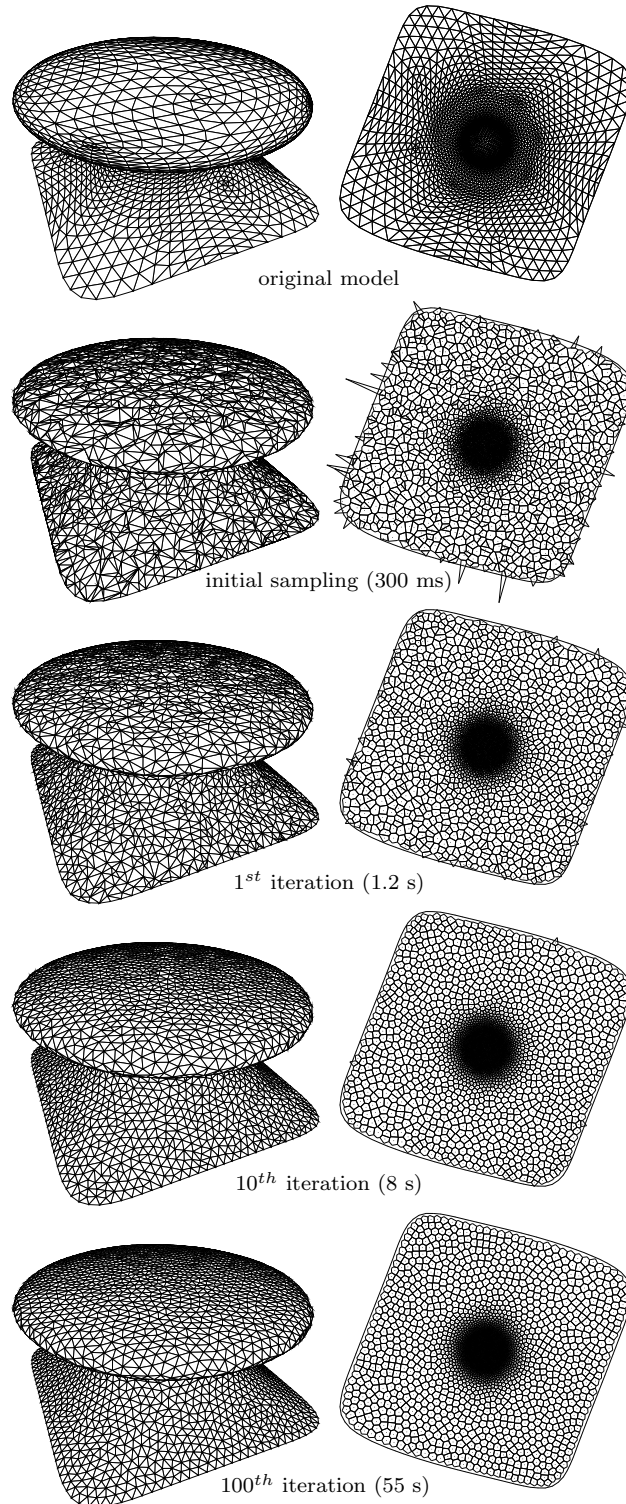 original model
initial sampling (300 ms)
1st iteration (1.2 s)
10th iteration (8 s)
100th iteration (55 s)